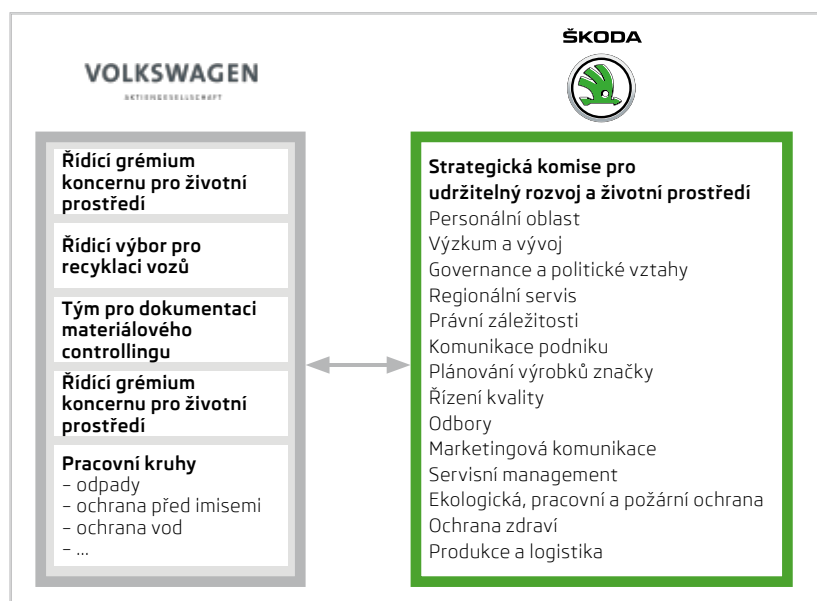 VOLKSWAGEN
AKTIENGESELLSCHAFT
ŠKODA
Řídící grémium
koncernu pro životní
prostředí
Řídicí výbor pro
recyklaci vozů
Tým pro dokumentaci
materiálového
controllingu
Řídící grémium
koncernu pro životní
prostředí
Pracovní kruhy
– odpady
– ochrana před imisemi
– ochrana vod
– ...
Strategická komise pro
udržitelný rozvoj a životní prostředí
Personální oblast
Výzkum a vývoj
Governance a politické vztahy
Regionální servis
Právní záležitosti
Komunikace podniku
Plánování výrobků značky
Řízení kvality
Odbory
Marketingová komunikace
Servisní management
Ekologická, pracovní a požární ochrana
Ochrana zdraví
Produkce a logistika